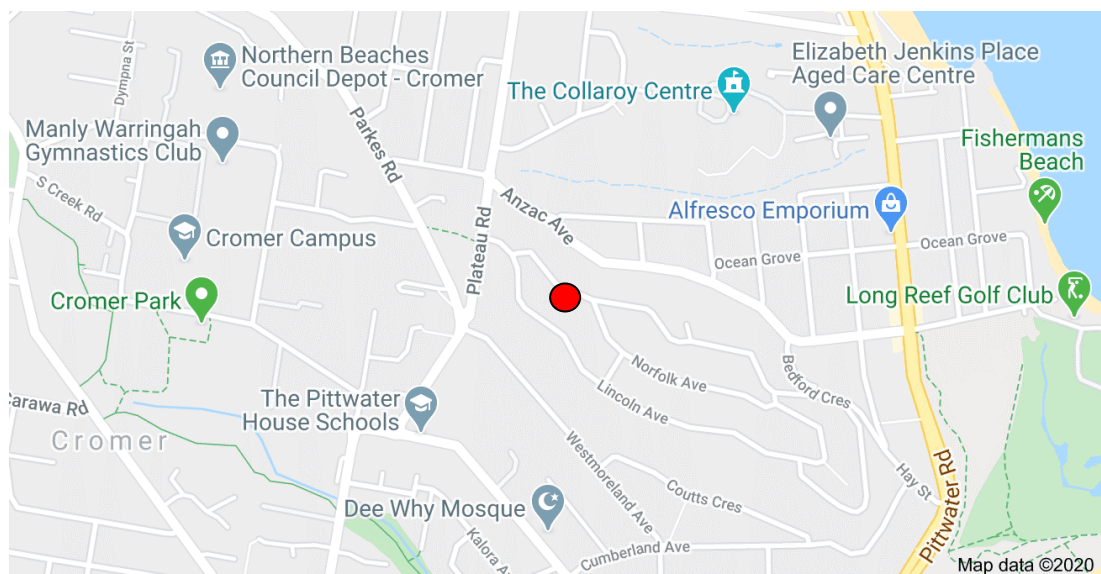 Dympna St
Northern Beaches
Council Depot - Cromer
Elizabeth Jenkins Place
Aged Care Centre
The Collaroy Centre
Manly Warringah
Gymnastics Club
Parkes Rd
Fishermans
Beach
S Creek Rd
Anzac Ave
Alfresco Emporium
Cromer Campus
Plateau Rd
Ocean Grove
Ocean Grove
Cromer Park
Long Reef Golf Club
Norfolk Ave
Bedford Cres
The Pittwater
House Schools
Lincoln Ave
carawa Rd
Cromer
Westmoreland Ave
Hay St
Coutts Cres
Pittwater Rd
Dee Why Mosque
Kalora A
Cumberland Ave
Map data ©2020